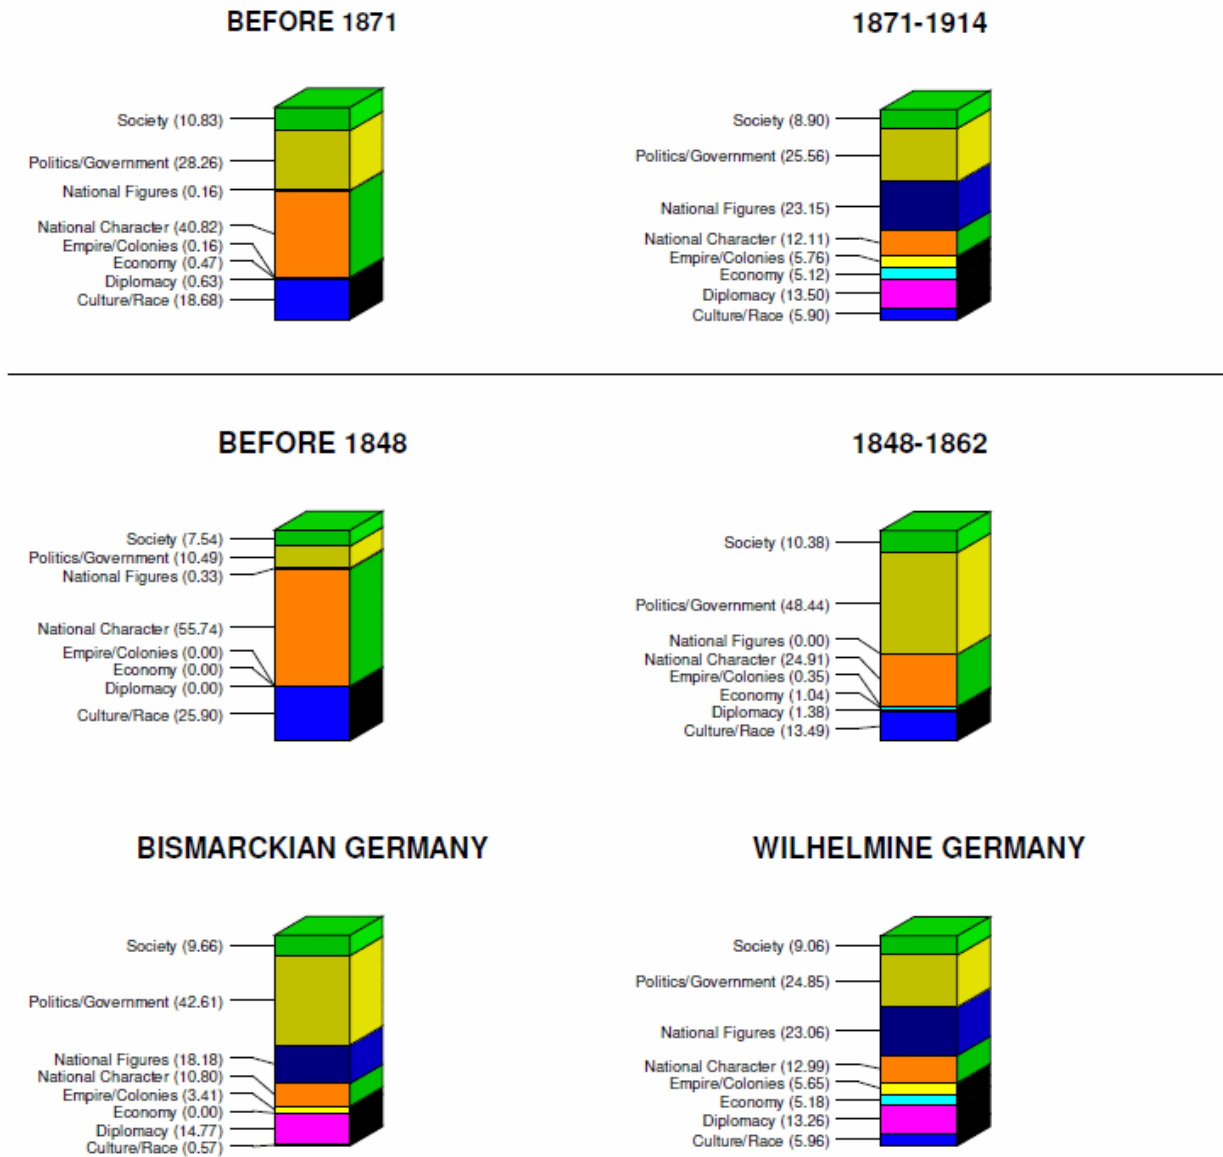 BEFORE 1871
Society (10.83)
Politics/Government (28.26)
National Figures (0.16)
National Character (40.82)
Empire/Colonies (0.16)
Economy (0.47)
Diplomacy (0.63)
Culture/Race (18.68)
1871-1914
Society (8.90)
Politics/Government (25.56)
National Figures (23.15)
National Character (12.11)
Empire/Colonies (5.76)
Economy (5.12)
Diplomacy (13.50)
Culture/Race (5.90)
BEFORE 1848
Society (7.54)
Politics/Government (10.49)
National Figures (0.33)
National Character (55.74)
Empire/Colonies (0.00)
Economy (0.00)
Diplomacy (0.00)
Culture/Race (25.90)
1848-1862
Society (10.38)
Politics/Government (48.44)
National Figures (0.00)
National Character (24.91)
Empire/Colonies (0.35)
Economy (1.04)
Diplomacy (1.38)
Culture/Race (13.49)
BISMARCKIAN GERMANY
Society (9.66)
Politics/Government (42.61)
National Figures (18.18)
National Character (10.80)
Empire/Colonies (3.41)
Economy (0.00)
Diplomacy (14.77)
Culture/Race (0.57)
WILHELMINE GERMANY
Society (9.06)
Politics/Government (24.85)
National Figures (23.06)
National Character (12.99)
Empire/Colonies (5.65)
Economy (5.18)
Diplomacy (13.26)
Culture/Race (5.96)